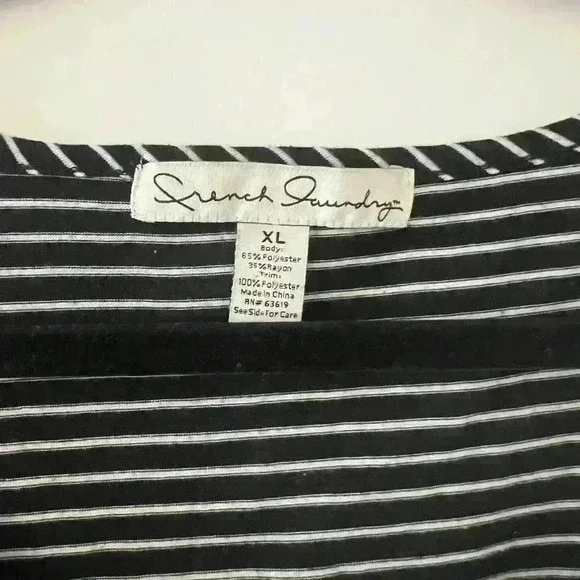 French Laundry™
XL
Body:
65% Polyester
35% Rayon
Trim:
100% Polyester
Made In China
RN# 63619
See Side For Care